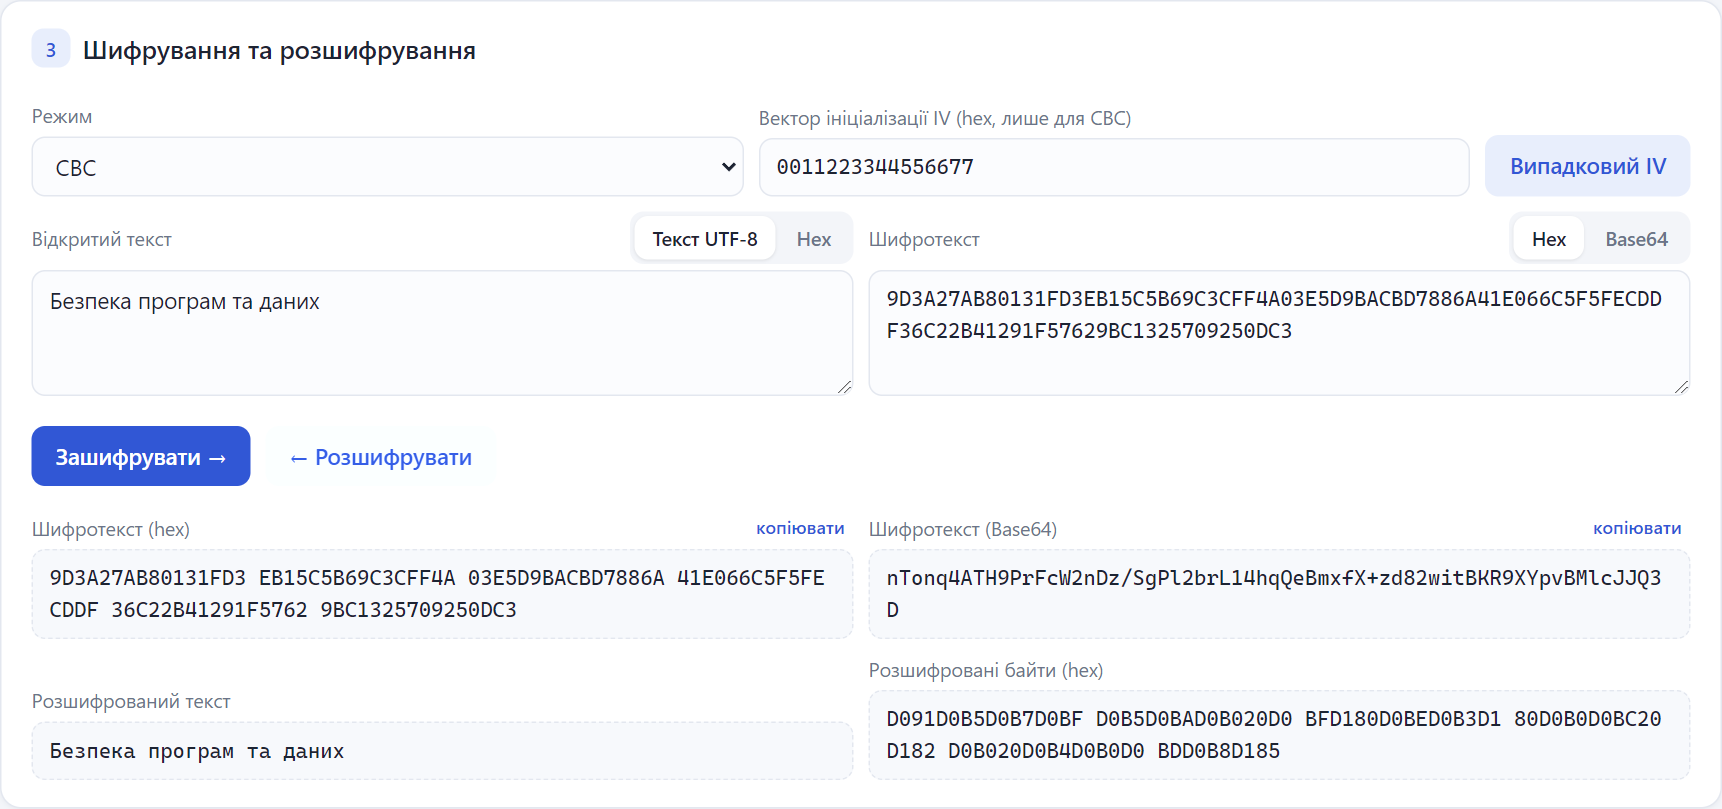 3 Шифрування та розшифрування
Режим
Вектор ініціалізації IV (hex, лише для CBC)
CBC
0011223344556677
Випадковий IV
Відкритий текст
Текст UTF-8 Hex
Шифротекст
Hex Base64
Безпека програм та даних
9D3A27AB80131FD3EB15C5B69C3CFF4A03E5D9BACBD7886A41E066C5F5FECDD
F36C22B41291F57629BC1325709250DC3
Зашифрувати →
← Розшифрувати
Шифротекст (hex)
копіювати
9D3A27AB80131FD3 EB15C5B69C3CFF4A 03E5D9BACBD7886A 41E066C5F5FE
CDDF 36C22B41291F5762 9BC1325709250DC3
Шифротекст (Base64)
копіювати
nTonq4ATH9PrFcW2nDz/SgPl2brL14hqQeBmxfX+zd82witBKR9XYpvBMlcJJQ3
D
Розшифрований текст
Безпека програм та даних
Розшифровані байти (hex)
D091D0B5D0B7D0BF D0B5D0BAD0B020D0 BFD180D0BED0B3D1 80D0B0D0BC20
D182 D0B020D0B4D0B0D0 BDD0B8D185